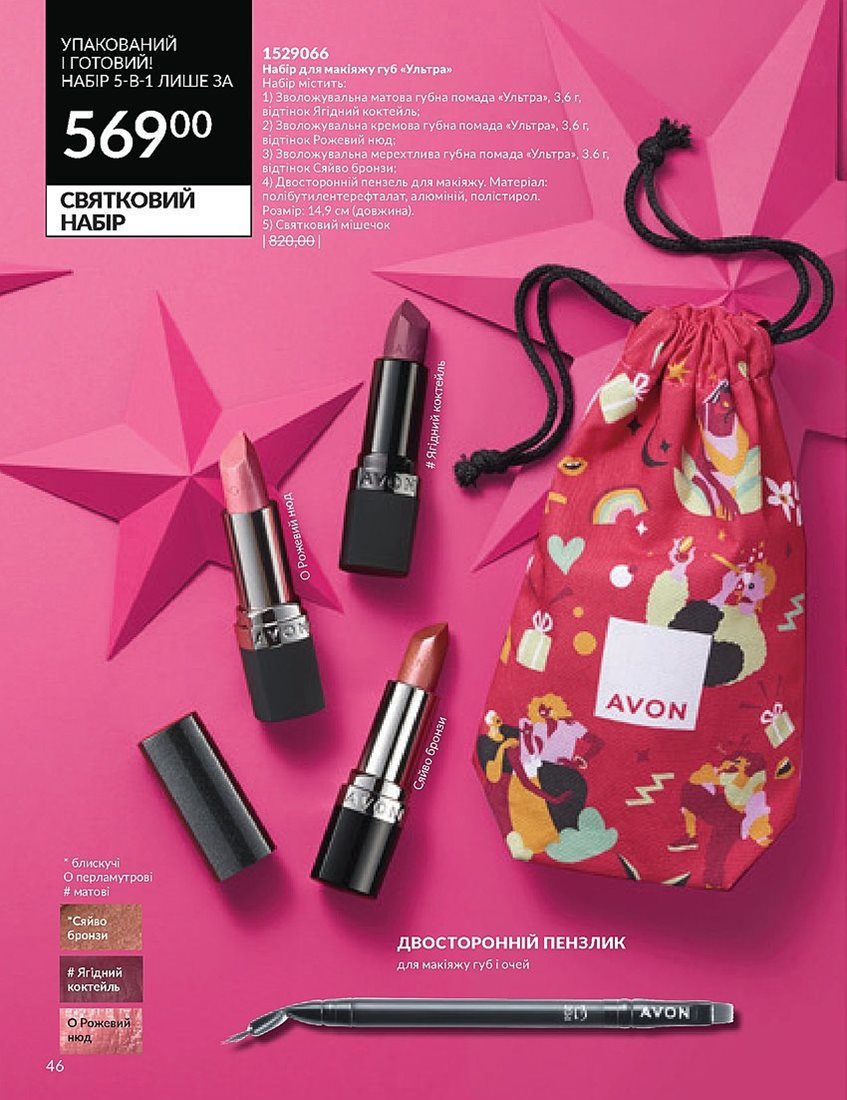 УПАКОВАНИЙ
І ГОТОВИЙ!
НАБІР 5-В-1 ЛИШЕ ЗА
569⁰⁰
СВЯТКОВИЙ
НАБІР
1529066
Набір для макіяжу губ «Ультра»
Набір містить:
1) Зволожувальна матова губна помада «Ультра», 3,6 г,
відтінок Ягідний коктейль;
2) Зволожувальна кремова губна помада «Ультра», 3,6 г,
відтінок Рожевий нюд;
3) Зволожувальна мерехтлива губна помада «Ультра», 3.6 г,
відтінок Сяйво бронзи;
4) Двосторонній пензель для макіяжу. Матеріал:
полібутилентерефталат, алюміній, полістирол.
Розмір: 14,9 см (довжина).
5) Святковий мішечок
| 820,00 |
# Ягідний коктейль
AVON
О Рожевий нюд
AVON
Сяйво бронзи
AVON
AVON
* блискучі
О перламутрові
# матові
*Сяйво
бронзи
# Ягідний
коктейль
О Рожевий
нюд
ДВОСТОРОННІЙ ПЕНЗЛИК
для макіяжу губ і очей
AVON
46